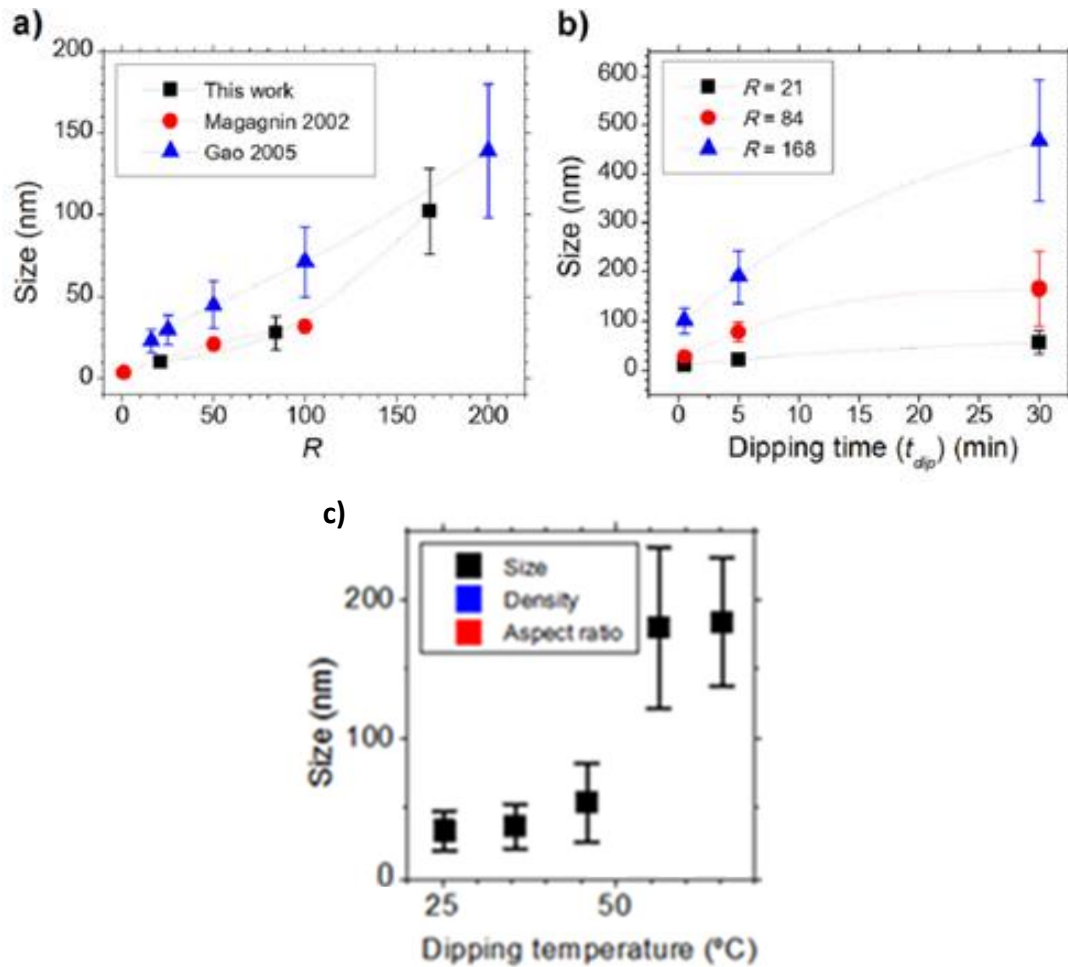 a)
200
150
100
50
0
Size (nm)
This work
Magagnin 2002
Gao 2005
0 50 100 150 200
R
b)
600
500
400
300
200
100
0
Size (nm)
R = 21
R = 84
R = 168
0 5 10 15 20 25 30
Dipping time (t_dip) (min)
c)
200
100
0
Size (nm)
Size
Density
Aspect ratio
25 50
Dipping temperature (ºC)